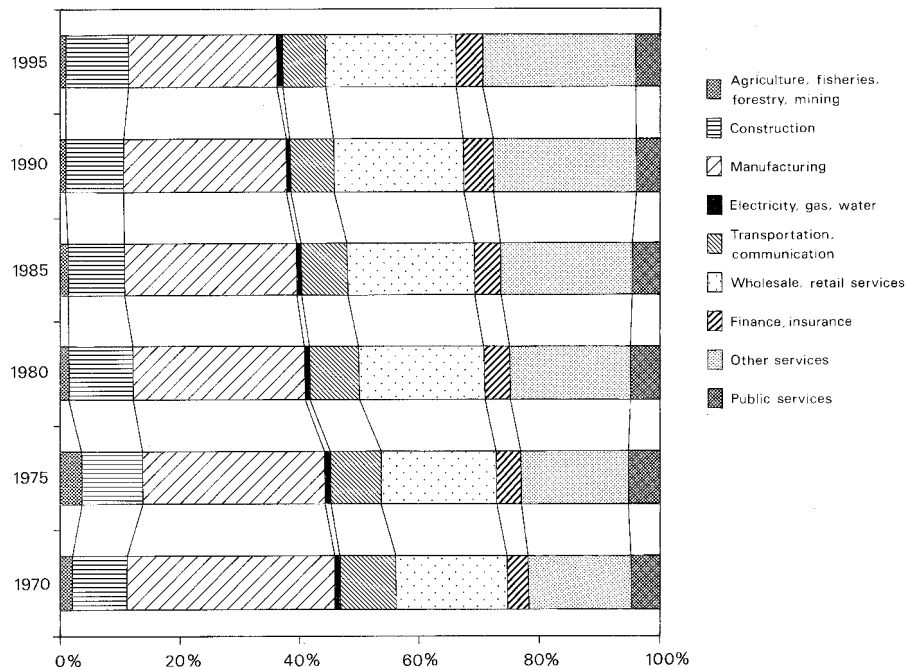 1995
1990
1985
1980
1975
1970
0%
20%
40%
60%
80%
100%
Agriculture, fisheries,
forestry, mining
Construction
Manufacturing
Electricity, gas, water
Transportation,
communication
Wholesale, retail services
Finance, insurance
Other services
Public services